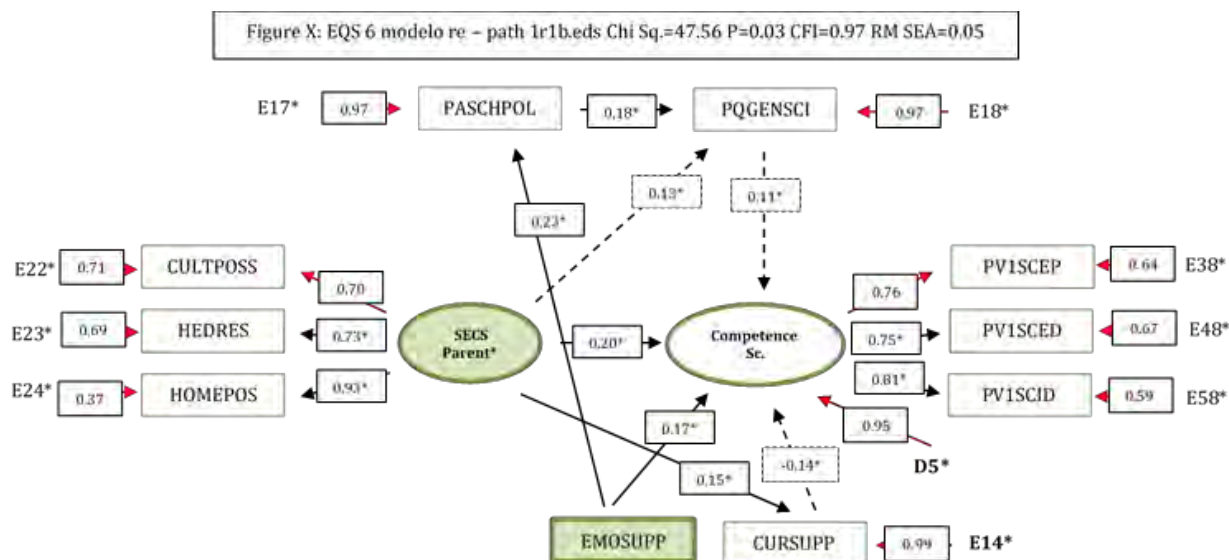 Figure X: EQS 6 modelo re – path 1r1b.eds Chi Sq.=47.56 P=0.03 CFI=0.97 RM SEA=0.05
E17* 0.97 PASCHPOL 0.18* PQGENSCI 0.97 E18*
0.13* 0.11*
0.23*
E22* 0.71 CULTPOSS 0.70 0.76 PV1SCEP 0.64 E38*
E23* 0.69 HEDRES 0.73* SECS 0.20* Competence 0.75* PV1SCED 0.67 E48*
Parent* Sc.
E24* 0.37 HOMEPOS 0.93* 0.81* PV1SCID 0.59 E58*
0.17* 0.95
-0.14* D5*
0.15*
EMOSUPP CURSUPP 0.99 E14*